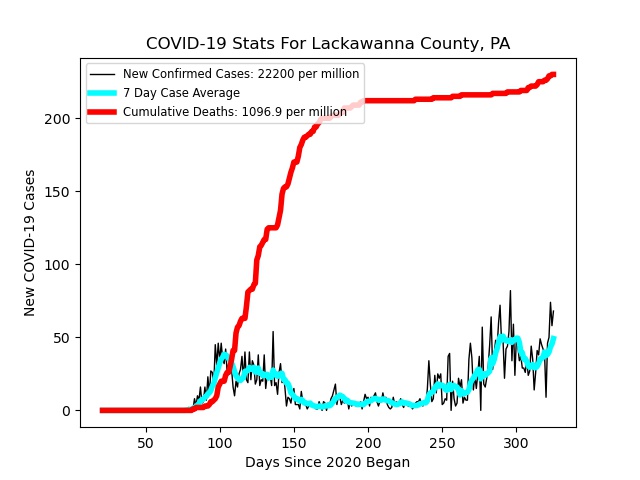 COVID-19 Stats For Lackawanna County, PA
New Confirmed Cases: 22200 per million
7 Day Case Average
Cumulative Deaths: 1096.9 per million
New COVID-19 Cases
200
150
100
50
0
50 100 150 200 250 300
Days Since 2020 Began